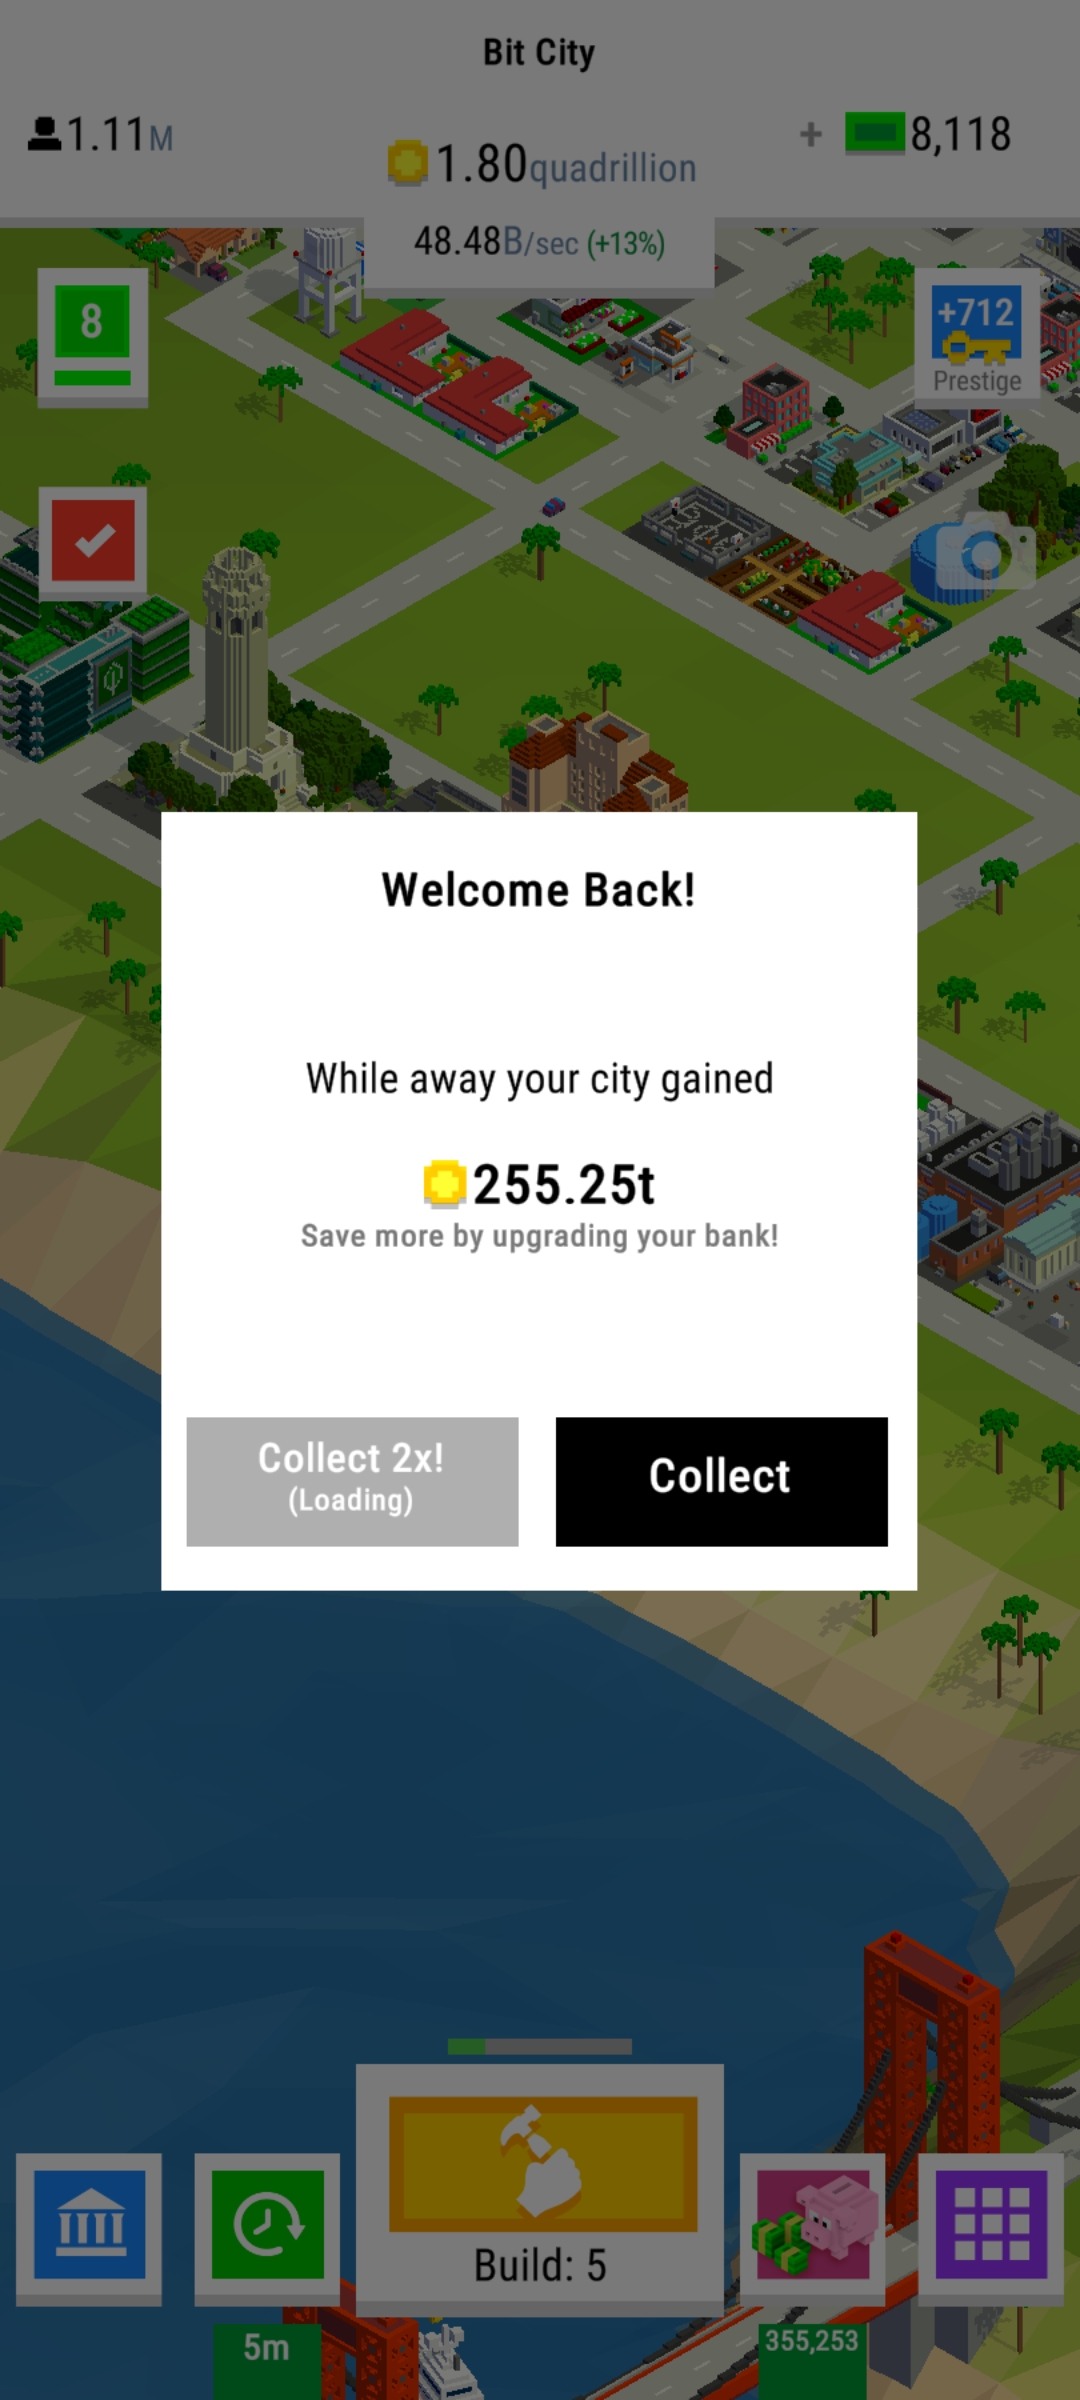 Bit City
1.11M
1.80quadrillion
+ 8,118
48.48B/sec (+13%)
8
+712
Prestige
Welcome Back!
While away your city gained
255.25t
Save more by upgrading your bank!
Collect 2x!
(Loading)
Collect
Build: 5
5m
355,253